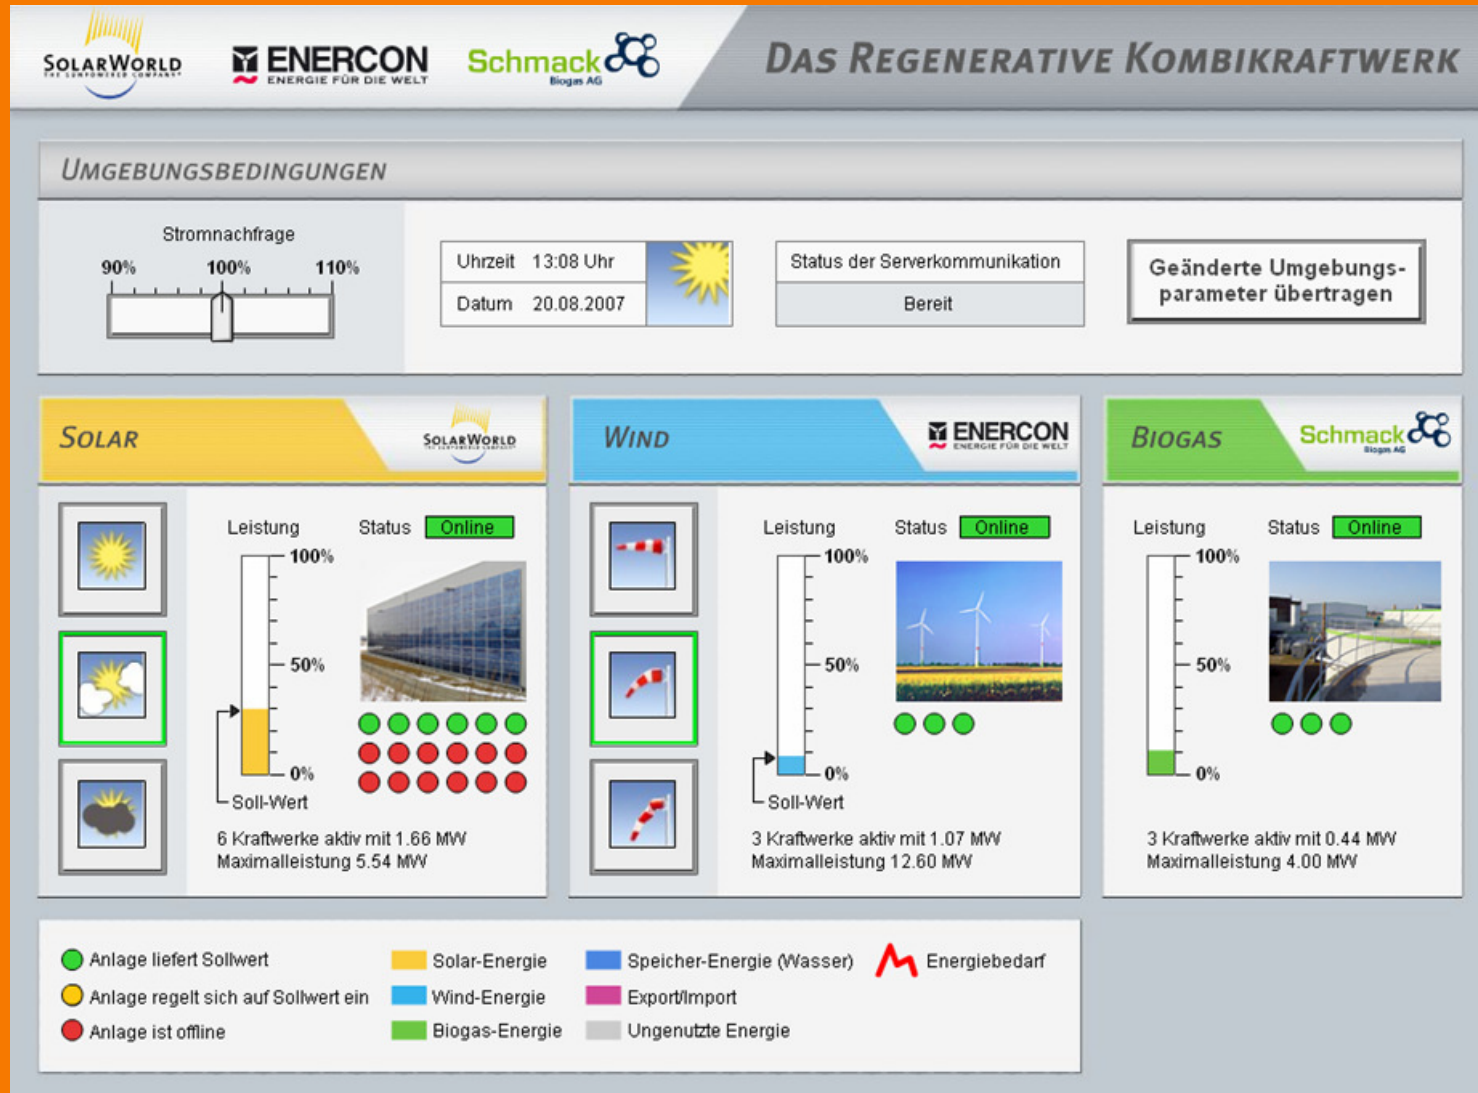 SOLARWORLD
THE SUNPOWERED COMPANY
ENERCON
ENERGIE FÜR DIE WELT
Schmack
Biogas AG
DAS REGENERATIVE KOMBIKRAFTWERK
UMGEBUNGSBEDINGUNGEN
Stromnachfrage
90% 100% 110%
Uhrzeit 13:08 Uhr
Datum 20.08.2007
Status der Serverkommunikation
Bereit
Geänderte Umgebungs-
parameter übertragen
SOLAR
SOLARWORLD
Leistung Status Online
100%
50%
0%
Soll-Wert
6 Kraftwerke aktiv mit 1.66 MW
Maximalleistung 5.54 MW
WIND
ENERCON
ENERGIE FÜR DIE WELT
Leistung Status Online
100%
50%
0%
Soll-Wert
3 Kraftwerke aktiv mit 1.07 MW
Maximalleistung 12.60 MW
BIOGAS
Schmack
Biogas AG
Leistung Status Online
100%
50%
0%
3 Kraftwerke aktiv mit 0.44 MW
Maximalleistung 4.00 MW
Anlage liefert Sollwert
Anlage regelt sich auf Sollwert ein
Anlage ist offline
Solar-Energie
Wind-Energie
Biogas-Energie
Speicher-Energie (Wasser)
Export/Import
Ungenutzte Energie
Energiebedarf